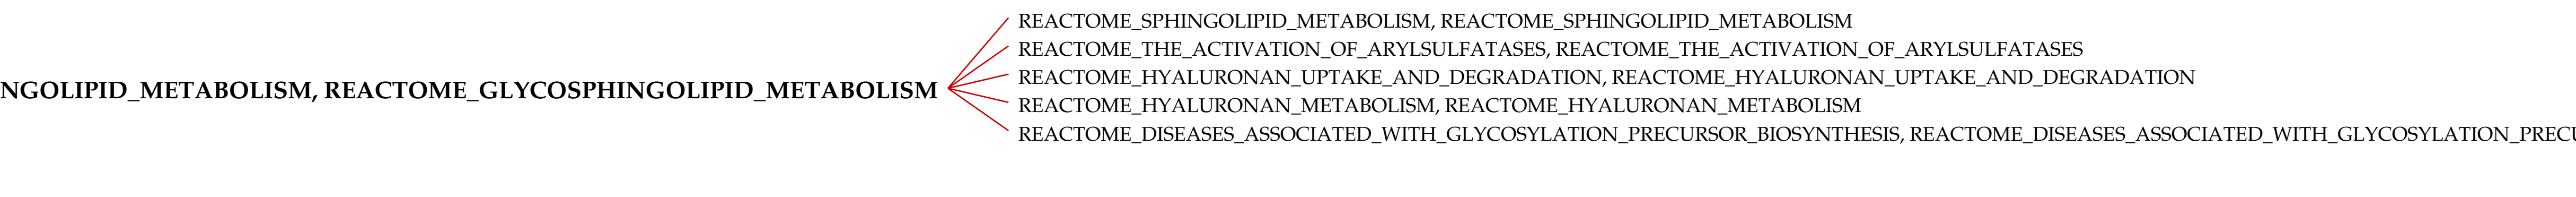 REACTOME_SPHINGOLIPID_METABOLISM, REACTOME_SPHINGOLIPID_METABOLISM
REACTOME_THE_ACTIVATION_OF_ARYLSULFATASES, REACTOME_THE_ACTIVATION_OF_ARYLSULFATASES
REACTOME_HYALURONAN_UPTAKE_AND_DEGRADATION, REACTOME_HYALURONAN_UPTAKE_AND_DEGRADATION
NGOLIPID_METABOLISM, REACTOME_GLYCOSPHINGOLIPID_METABOLISM
REACTOME_HYALURONAN_METABOLISM, REACTOME_HYALURONAN_METABOLISM
REACTOME_DISEASES_ASSOCIATED_WITH_GLYCOSYLATION_PRECURSOR_BIOSYNTHESIS, REACTOME_DISEASES_ASSOCIATED_WITH_GLYCOSYLATION_PRECU